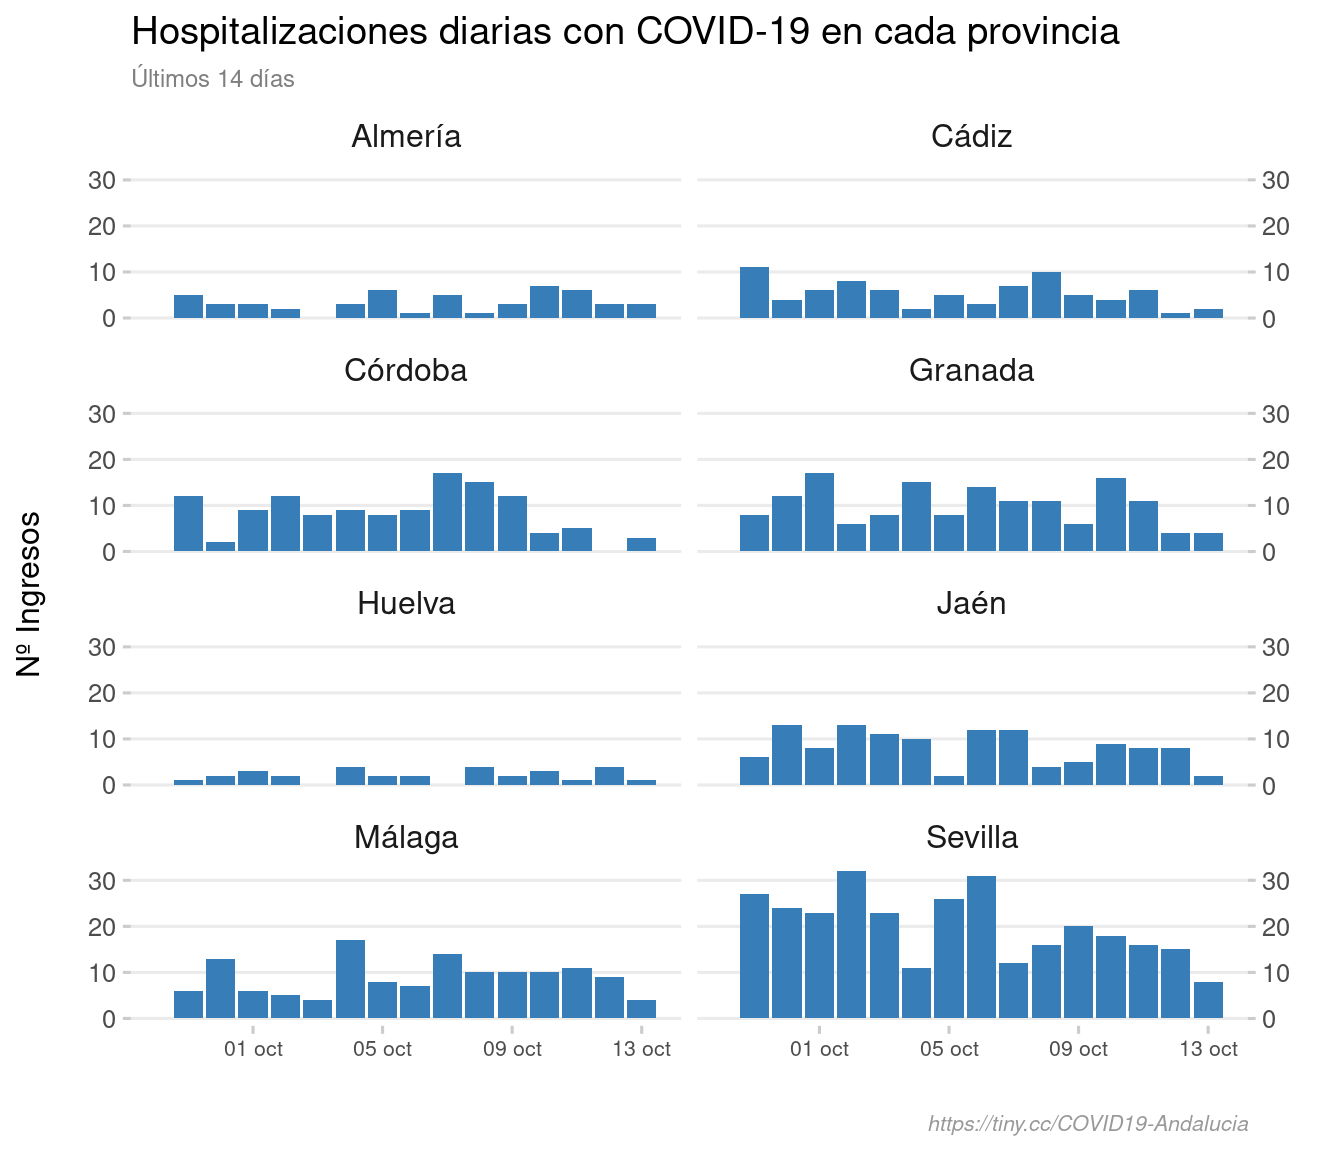 Hospitalizaciones diarias con COVID-19 en cada provincia
Últimos 14 días
Almería
Cádiz
30
20
10
0
30
20
10
0
Córdoba
Granada
30
20
10
0
30
20
10
0
Nº Ingresos
Huelva
Jaén
30
20
10
0
30
20
10
0
Málaga
Sevilla
30
20
10
0
30
20
10
0
01 oct 05 oct 09 oct 13 oct
01 oct 05 oct 09 oct 13 oct
https://tiny.cc/COVID19-Andalucia